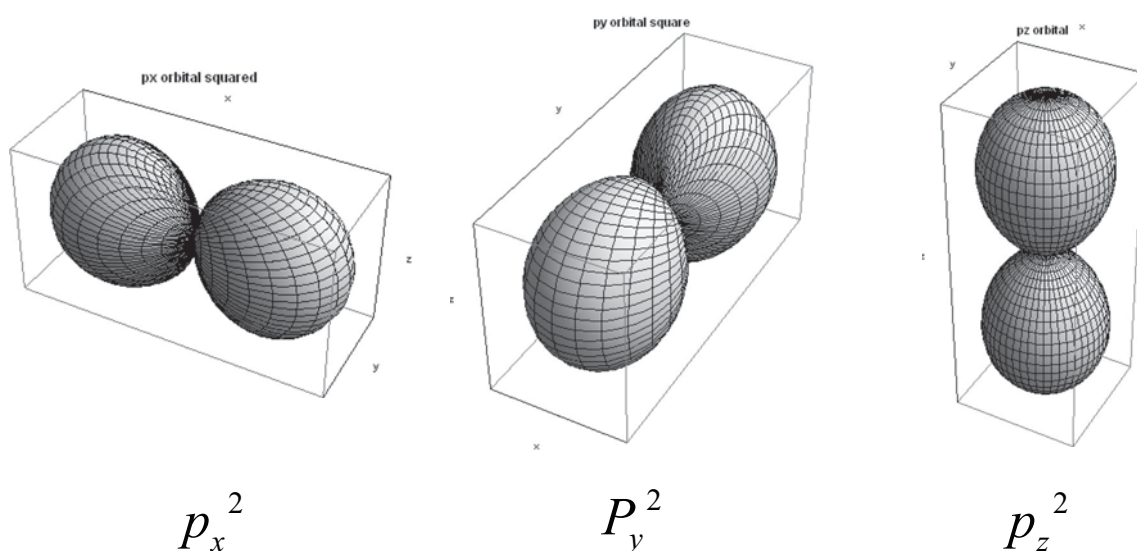 px orbital squared
x
z
y
py orbital square
y
z
x
pz orbital
x
y
z
p_x^2
P_y^2
p_z^2